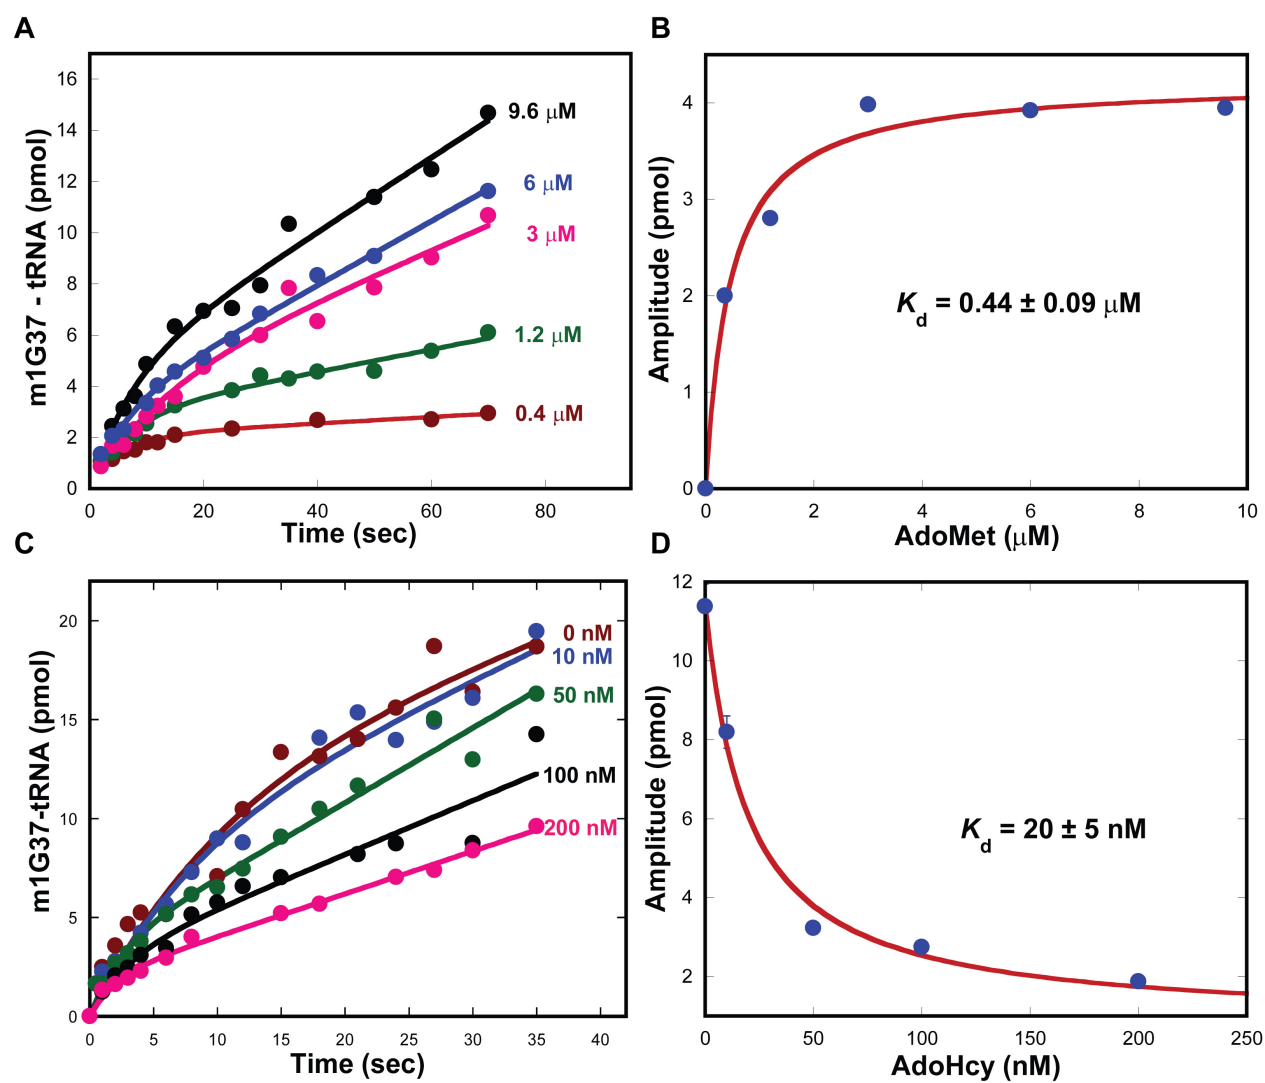 A
m1G37 - tRNA (pmol)
16
14
12
10
8
6
4
2
0
0 20 40 60 80
Time (sec)
9.6 μM
6 μM
3 μM
1.2 μM
0.4 μM
B
Amplitude (pmol)
4
3
2
1
0
0 2 4 6 8 10
AdoMet (μM)
Kd = 0.44 ± 0.09 μM
C
m1G37-tRNA (pmol)
20
15
10
5
0
0 5 10 15 20 25 30 35 40
Time (sec)
0 nM
10 nM
50 nM
100 nM
200 nM
D
Amplitude (pmol)
12
10
8
6
4
2
0 50 100 150 200 250
AdoHcy (nM)
Kd = 20 ± 5 nM